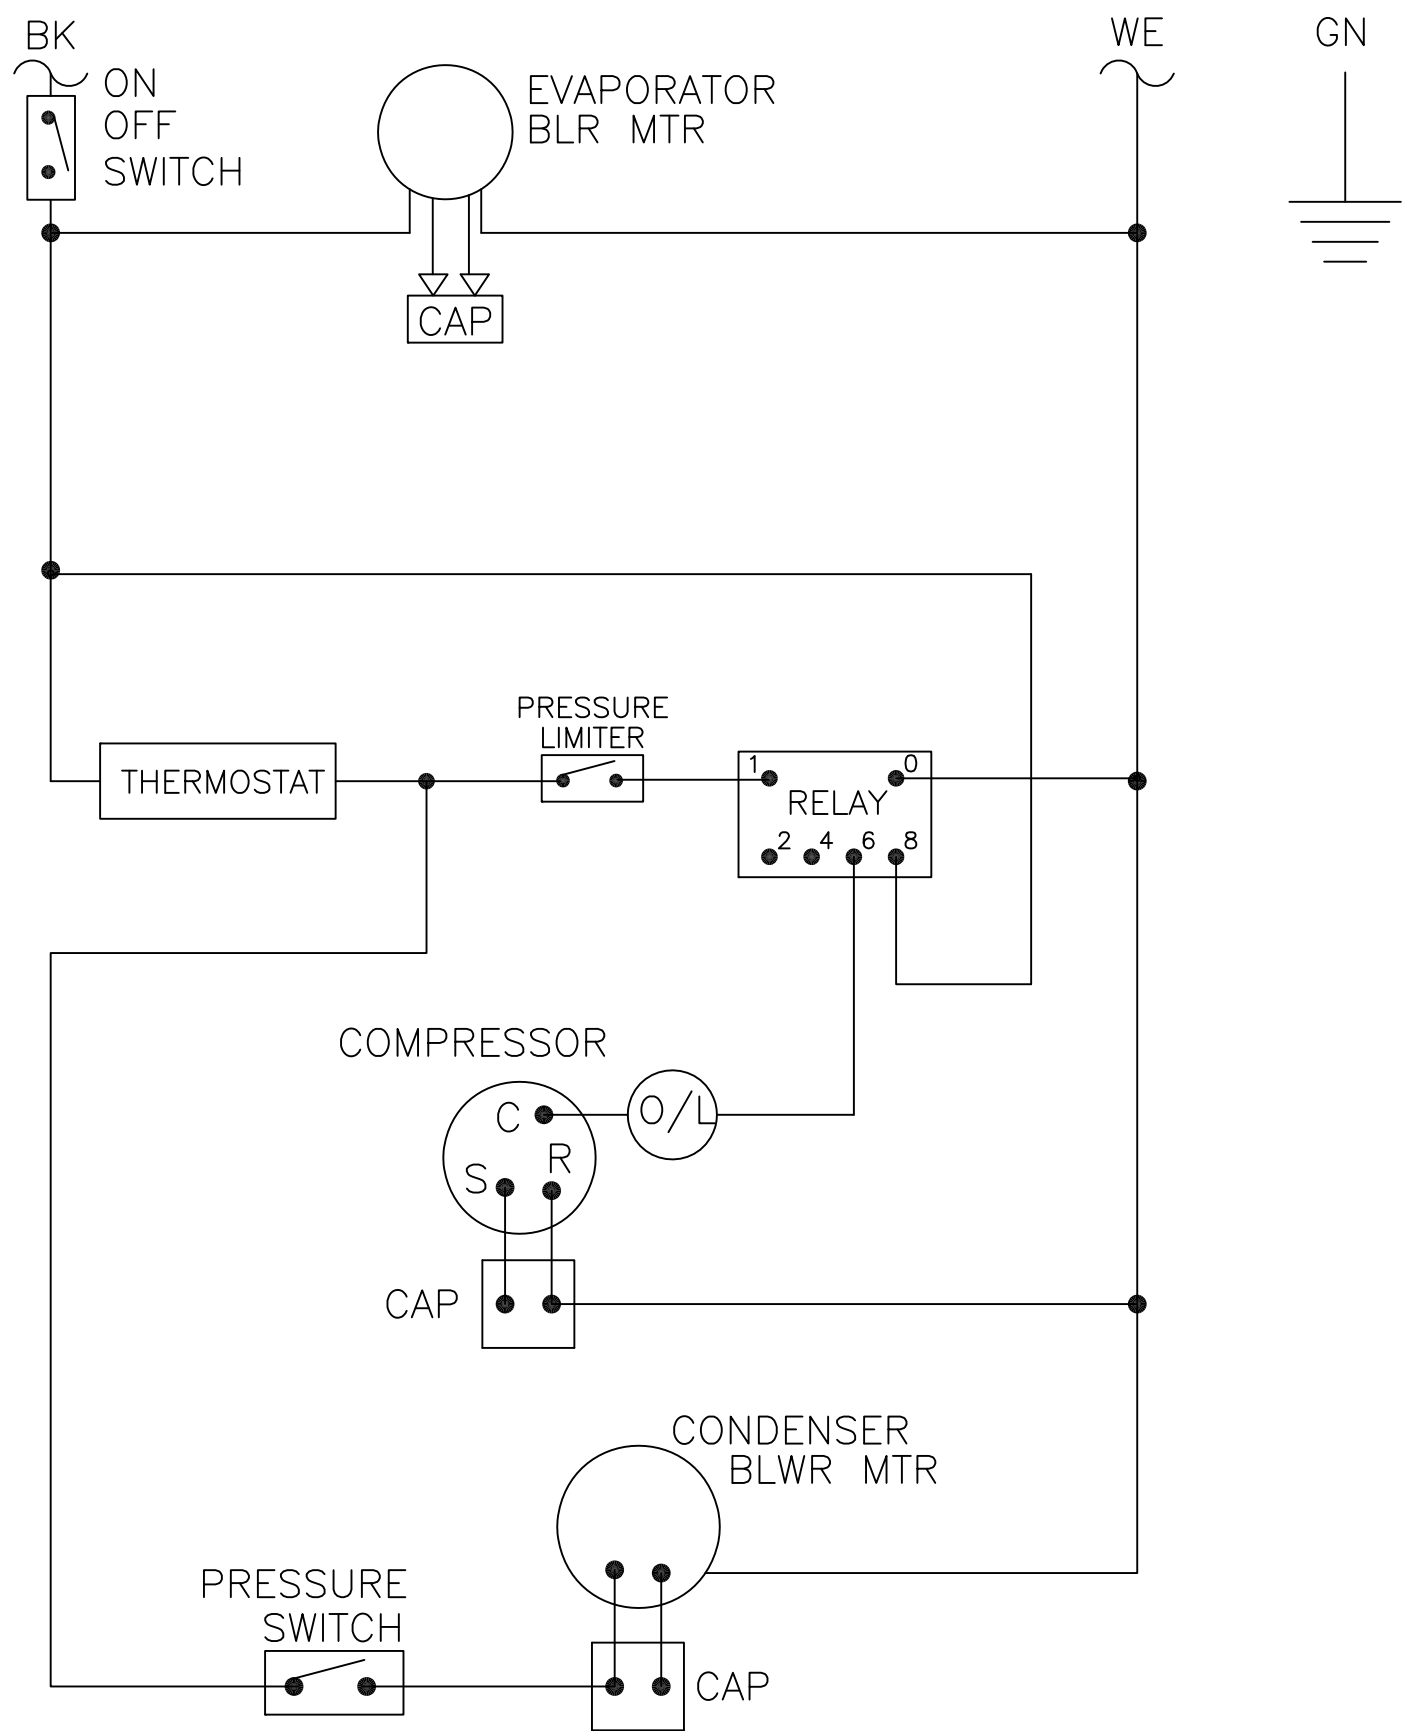 BK
WE
GN
ON
OFF
SWITCH
EVAPORATOR
BLR MTR
CAP
PRESSURE
LIMITER
THERMOSTAT
1
0
RELAY
2 4 6 8
COMPRESSOR
C
O/L
R
S
CAP
CONDENSER
BLWR MTR
PRESSURE
SWITCH
CAP